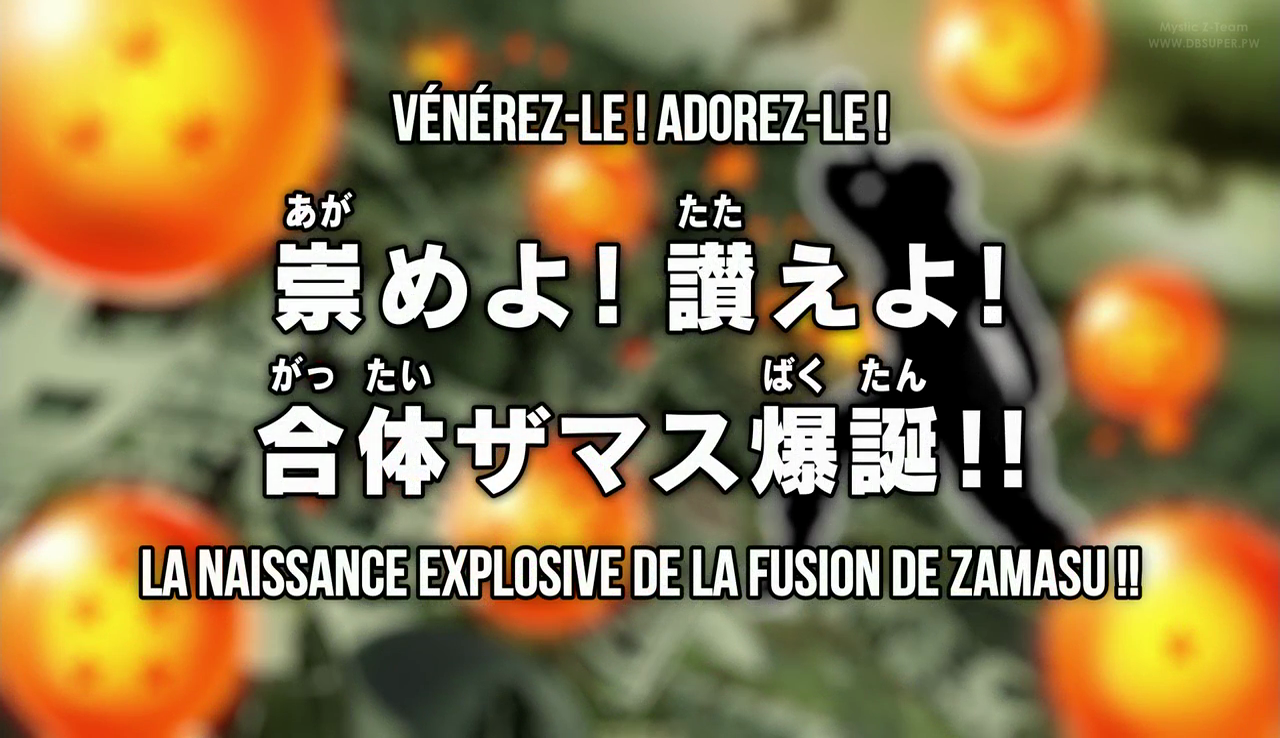 Mystic Z-Team
WWW.DBSUPER.PW
VÉNÉREZ-LE ! ADOREZ-LE !
あが たた
崇めよ! 讃えよ!
がっ たい ばく たん
合体ザマス爆誕!!
LA NAISSANCE EXPLOSIVE DE LA FUSION DE ZAMASU !!